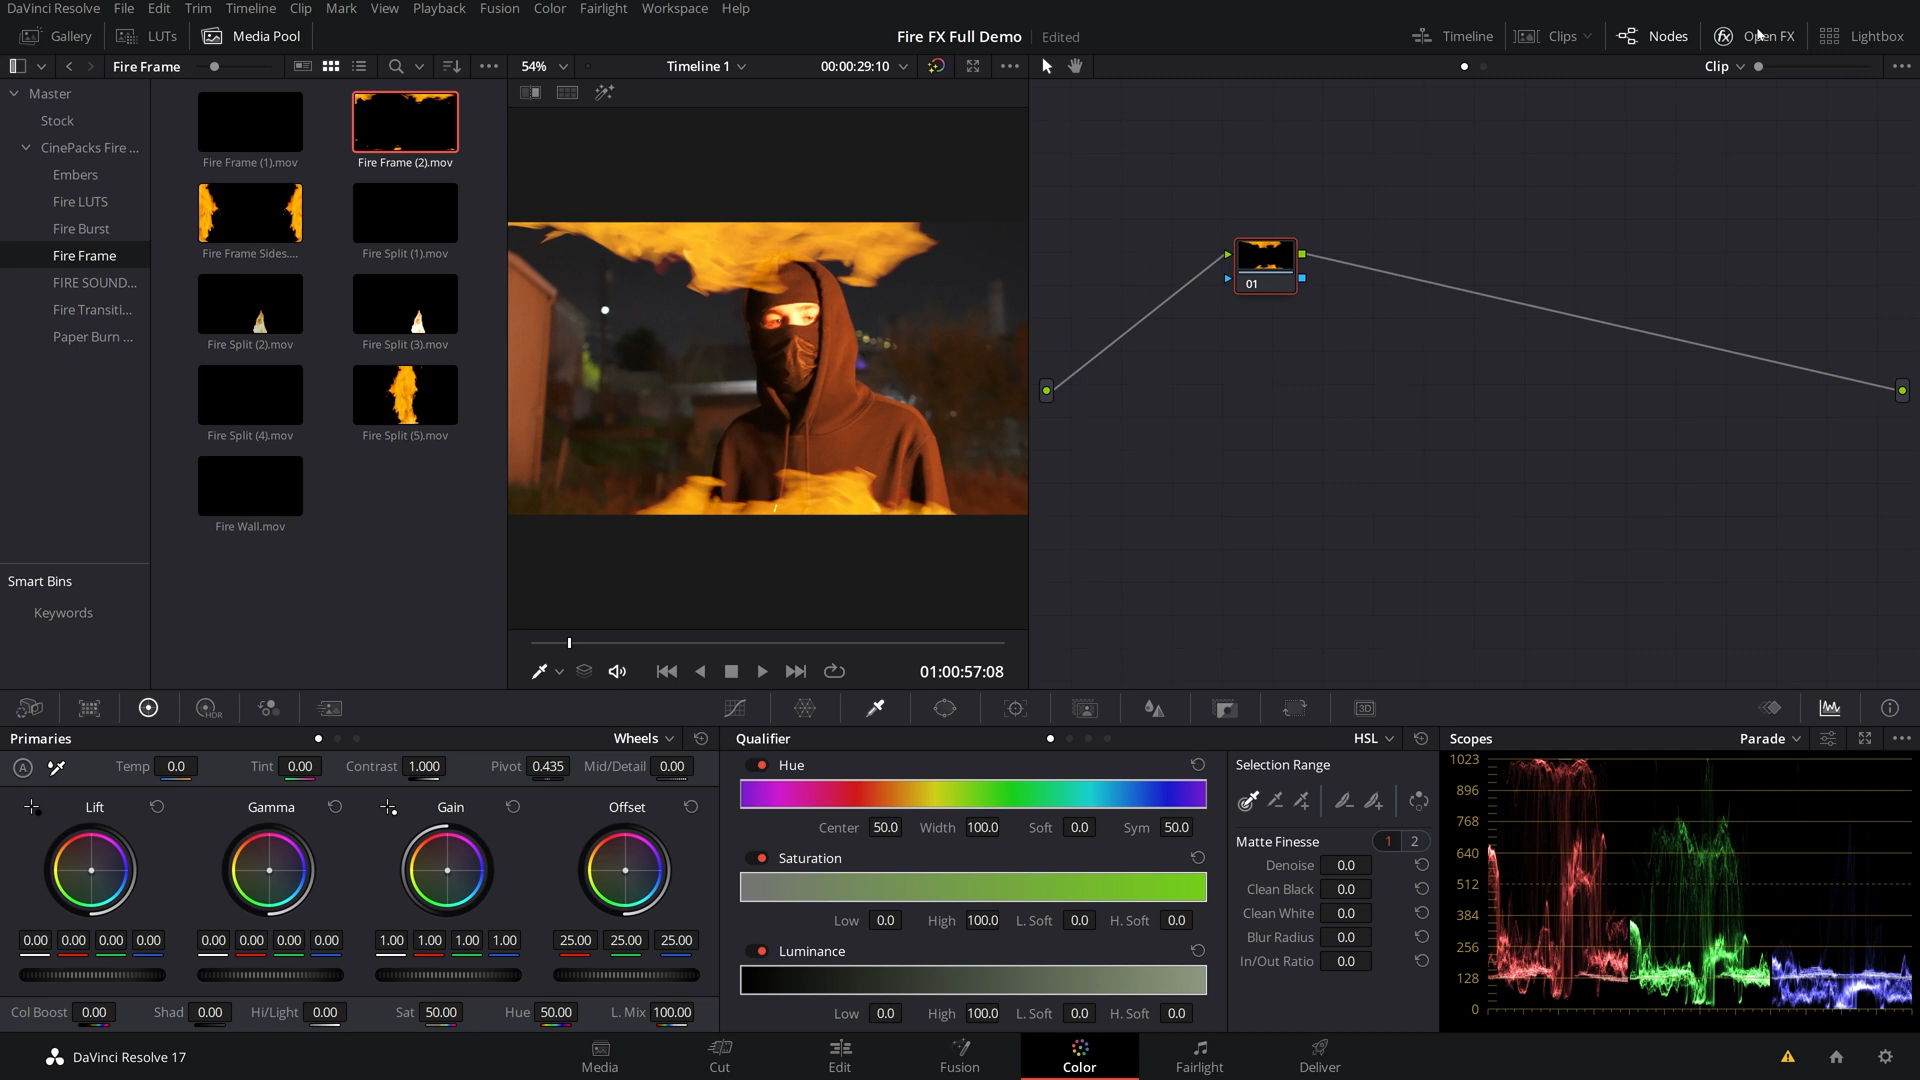 DaVinci Resolve File Edit Trim Timeline Clip Mark View Playback Fusion Color Fairlight Workspace Help
Gallery LUTs Media Pool Fire FX Full Demo Edited Timeline Clips Nodes Open FX Lightbox
Fire Frame 54% Timeline 1 00:00:29:10 Clip
Master
Stock
CinePacks Fire ...
Embers
Fire LUTS
Fire Burst
Fire Frame
FIRE SOUND...
Fire Transiti...
Paper Burn ...
Smart Bins
Keywords
Fire Frame (1).mov Fire Frame (2).mov
Fire Frame Sides.... Fire Split (1).mov
Fire Split (2).mov Fire Split (3).mov
Fire Split (4).mov Fire Split (5).mov
Fire Wall.mov
01
01:00:57:08
HDR 3D
Primaries Wheels
A Temp 0.0 Tint 0.00 Contrast 1.000 Pivot 0.435 Mid/Detail 0.00
Lift Gamma Gain Offset
0.00 0.00 0.00 0.00 0.00 0.00 0.00 0.00 1.00 1.00 1.00 1.00 25.00 25.00 25.00
Col Boost 0.00 Shad 0.00 Hi/Light 0.00 Sat 50.00 Hue 50.00 L. Mix 100.00
Qualifier HSL
Hue
Center 50.0 Width 100.0 Soft 0.0 Sym 50.0
Saturation
Low 0.0 High 100.0 L. Soft 0.0 H. Soft 0.0
Luminance
Low 0.0 High 100.0 L. Soft 0.0 H. Soft 0.0
Selection Range
Matte Finesse 1 2
Denoise 0.0
Clean Black 0.0
Clean White 0.0
Blur Radius 0.0
In/Out Ratio 0.0
Scopes Parade
1023
896
768
640
512
384
256
128
0
DaVinci Resolve 17 Media Cut Edit Fusion Color Fairlight Deliver